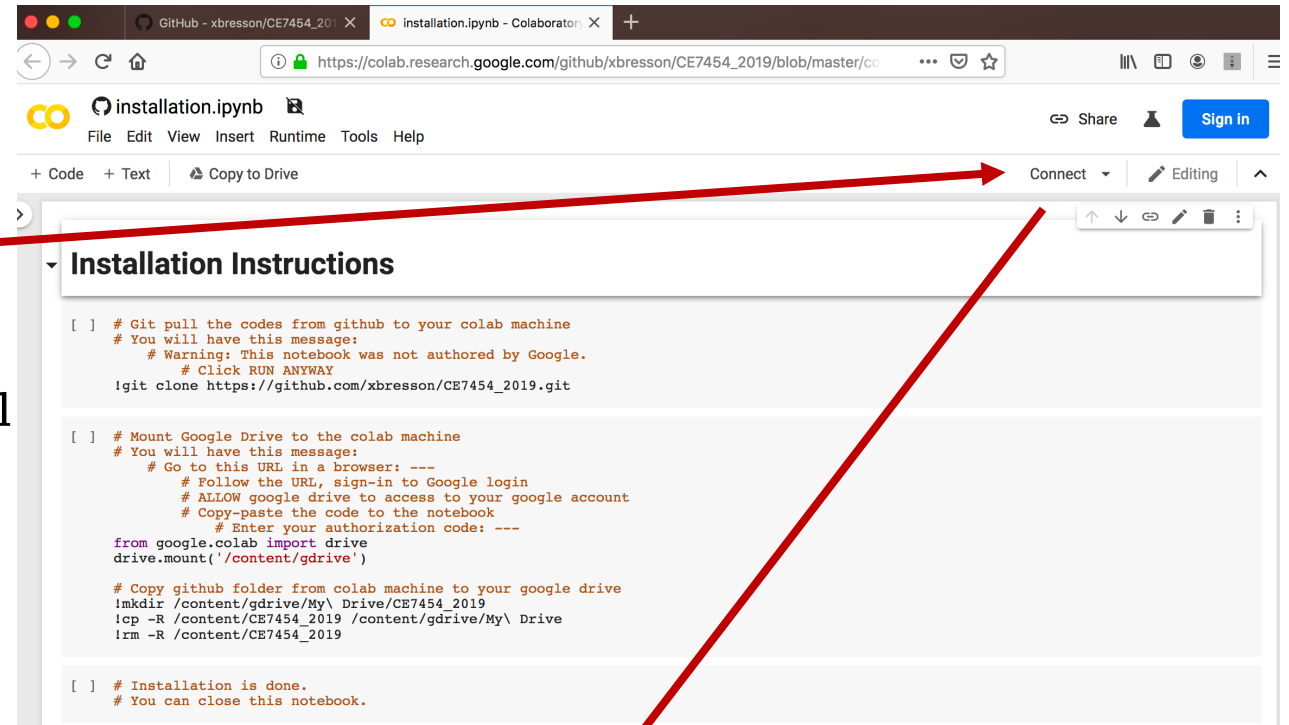 GitHub - xbresson/CE7454_201
installation.ipynb - Colaboratory
https://colab.research.google.com/github/xbresson/CE7454_2019/blob/master/co
CO installation.ipynb
Share
Sign in
File Edit View Insert Runtime Tools Help
+ Code + Text Copy to Drive
Connect
Editing
Installation Instructions
[ ] # Git pull the codes from github to your colab machine
# You will have this message:
# Warning: This notebook was not authored by Google.
# Click RUN ANYWAY
!git clone https://github.com/xbresson/CE7454_2019.git
l
[ ] # Mount Google Drive to the colab machine
# You will have this message:
# Go to this URL in a browser: ---
# Follow the URL, sign-in to Google login
# ALLOW google drive to access to your google account
# Copy-paste the code to the notebook
# Enter your authorization code: ---
from google.colab import drive
drive.mount('/content/gdrive')
# Copy github folder from colab machine to your google drive
!mkdir /content/gdrive/My\ Drive/CE7454_2019
!cp -R /content/CE7454_2019 /content/gdrive/My\ Drive
!rm -R /content/CE7454_2019
[ ] # Installation is done.
# You can close this notebook.